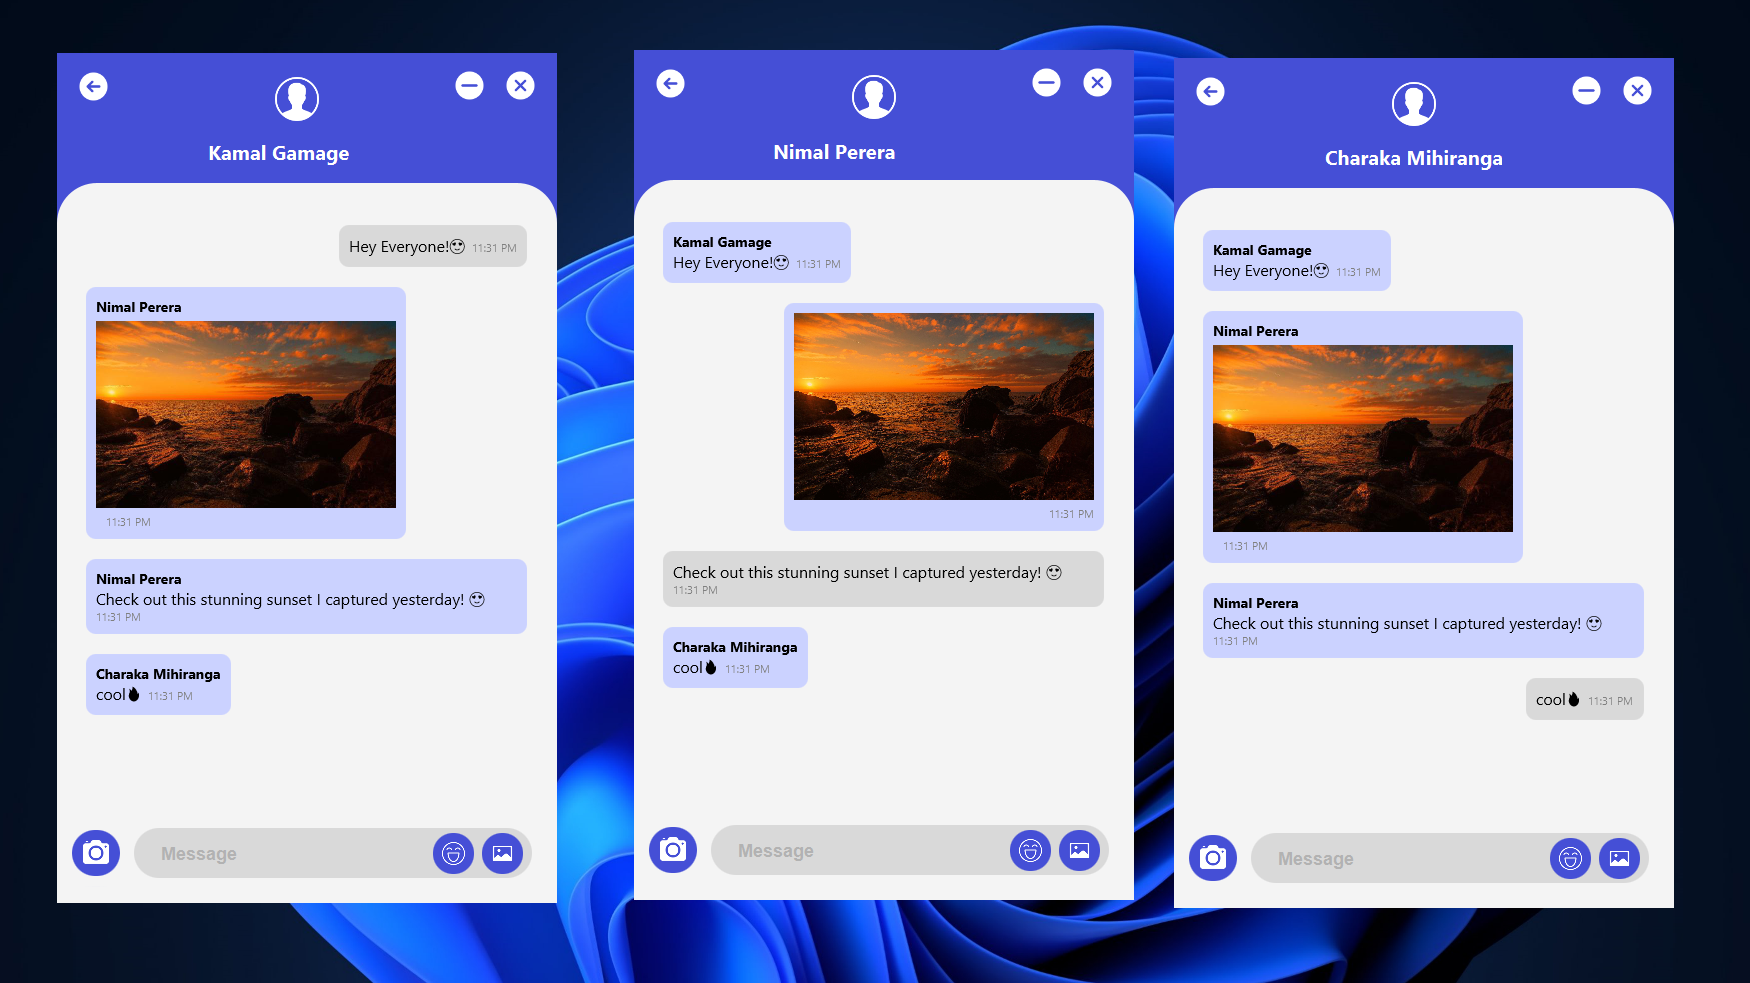 Kamal Gamage
Hey Everyone!😍 11:31 PM
Nimal Perera
11:31 PM
Nimal Perera
Check out this stunning sunset I captured yesterday! 😍
11:31 PM
Charaka Mihiranga
cool🔥 11:31 PM
Message
Nimal Perera
Kamal Gamage
Hey Everyone!😍 11:31 PM
11:31 PM
Check out this stunning sunset I captured yesterday! 😍
11:31 PM
Charaka Mihiranga
cool🔥 11:31 PM
Message
Charaka Mihiranga
Kamal Gamage
Hey Everyone!😍 11:31 PM
Nimal Perera
11:31 PM
Nimal Perera
Check out this stunning sunset I captured yesterday! 😍
11:31 PM
cool🔥 11:31 PM
Message